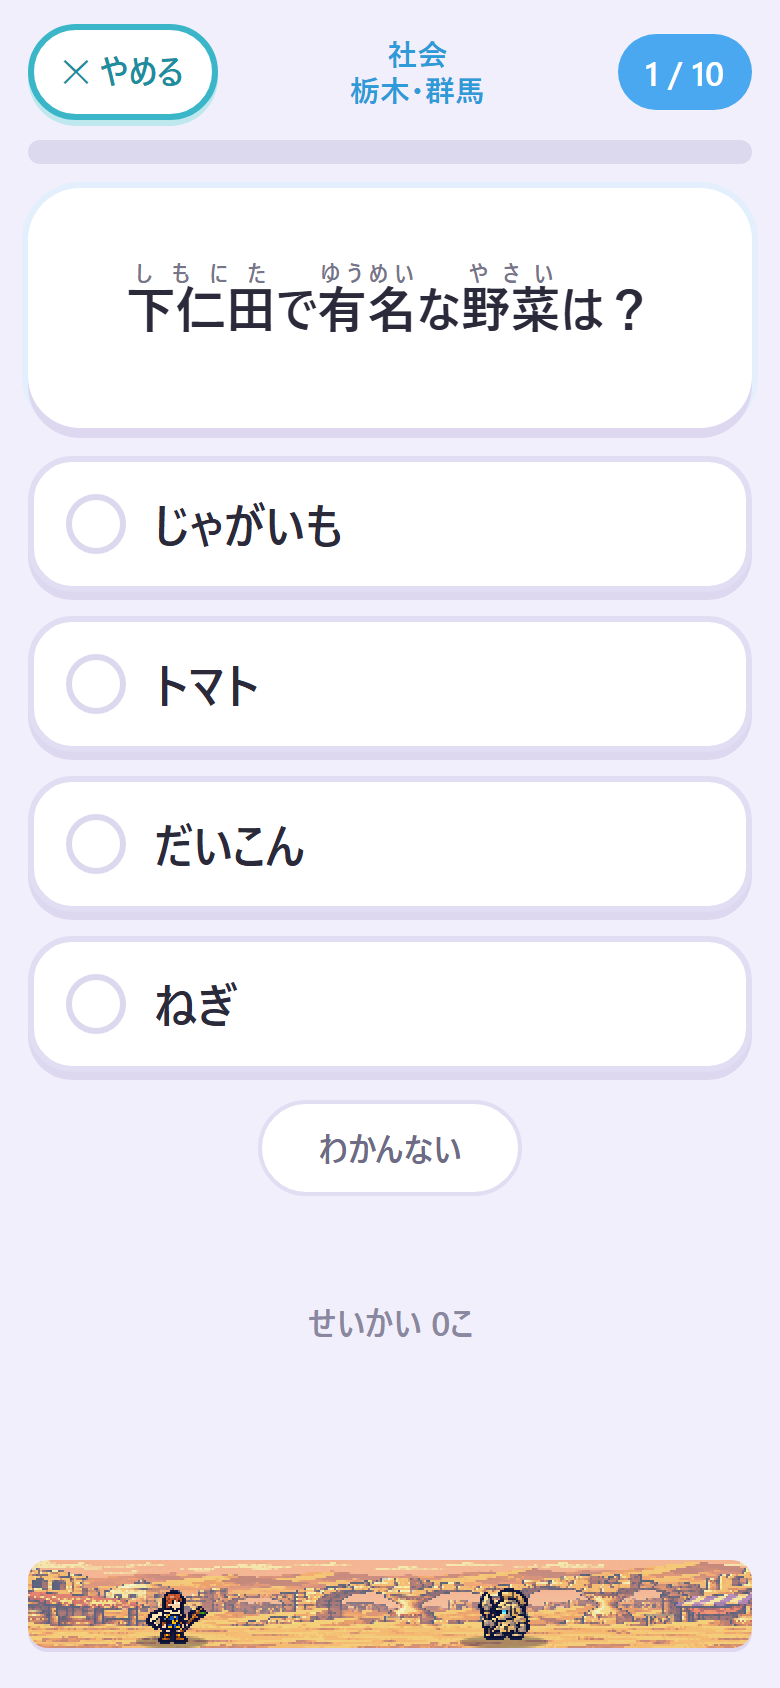 × やめる
社会
栃木・群馬
1 / 10
しもにた ゆうめい やさい
下仁田で有名な野菜は？
じゃがいも
トマト
だいこん
ねぎ
わかんない
せいかい 0こ